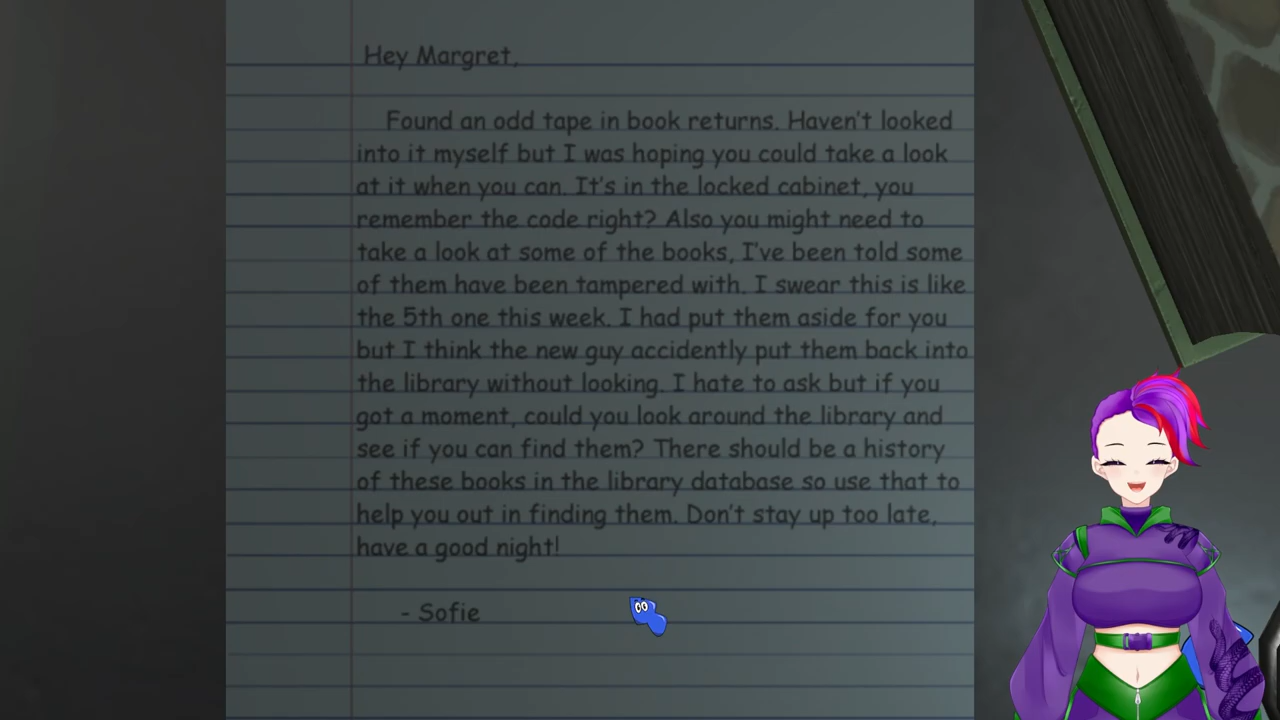 Hey Margret,
Found an odd tape in book returns. Haven't looked
into it myself but I was hoping you could take a look
at it when you can. It's in the locked cabinet, you
remember the code right? Also you might need to
take a look at some of the books, I've been told some
of them have been tampered with. I swear this is like
the 5th one this week. I had put them aside for you
but I think the new guy accidently put them back into
the library without looking. I hate to ask but if you
got a moment, could you look around the library and
see if you can find them? There should be a history
of these books in the library database so use that to
help you out in finding them. Don't stay up too late,
have a good night!
- Sofie